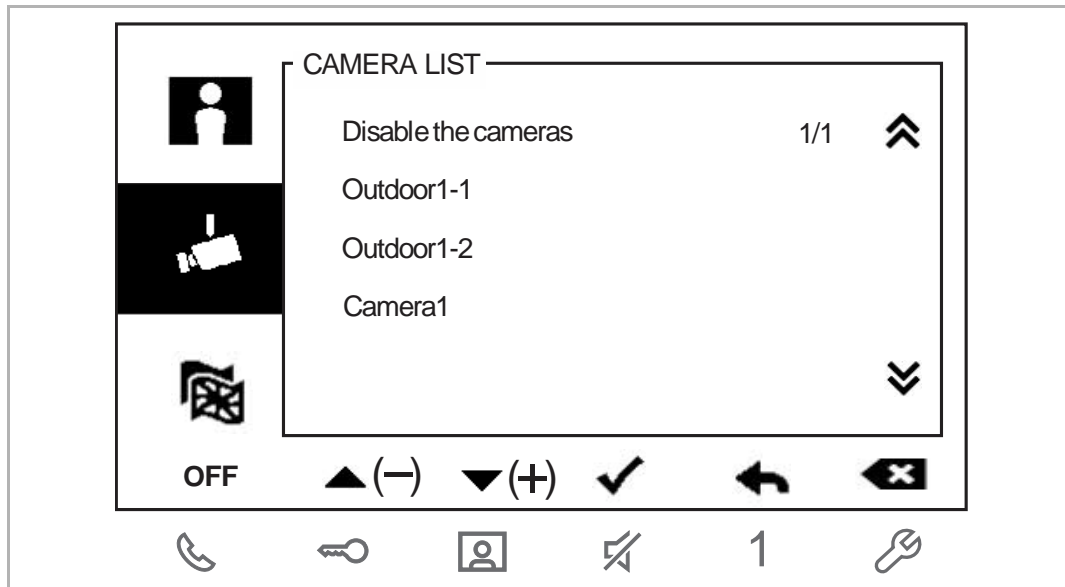 CAMERA LIST
Disable the cameras 1/1
Outdoor1-1
Outdoor1-2
Camera1
OFF (—) (+)
1